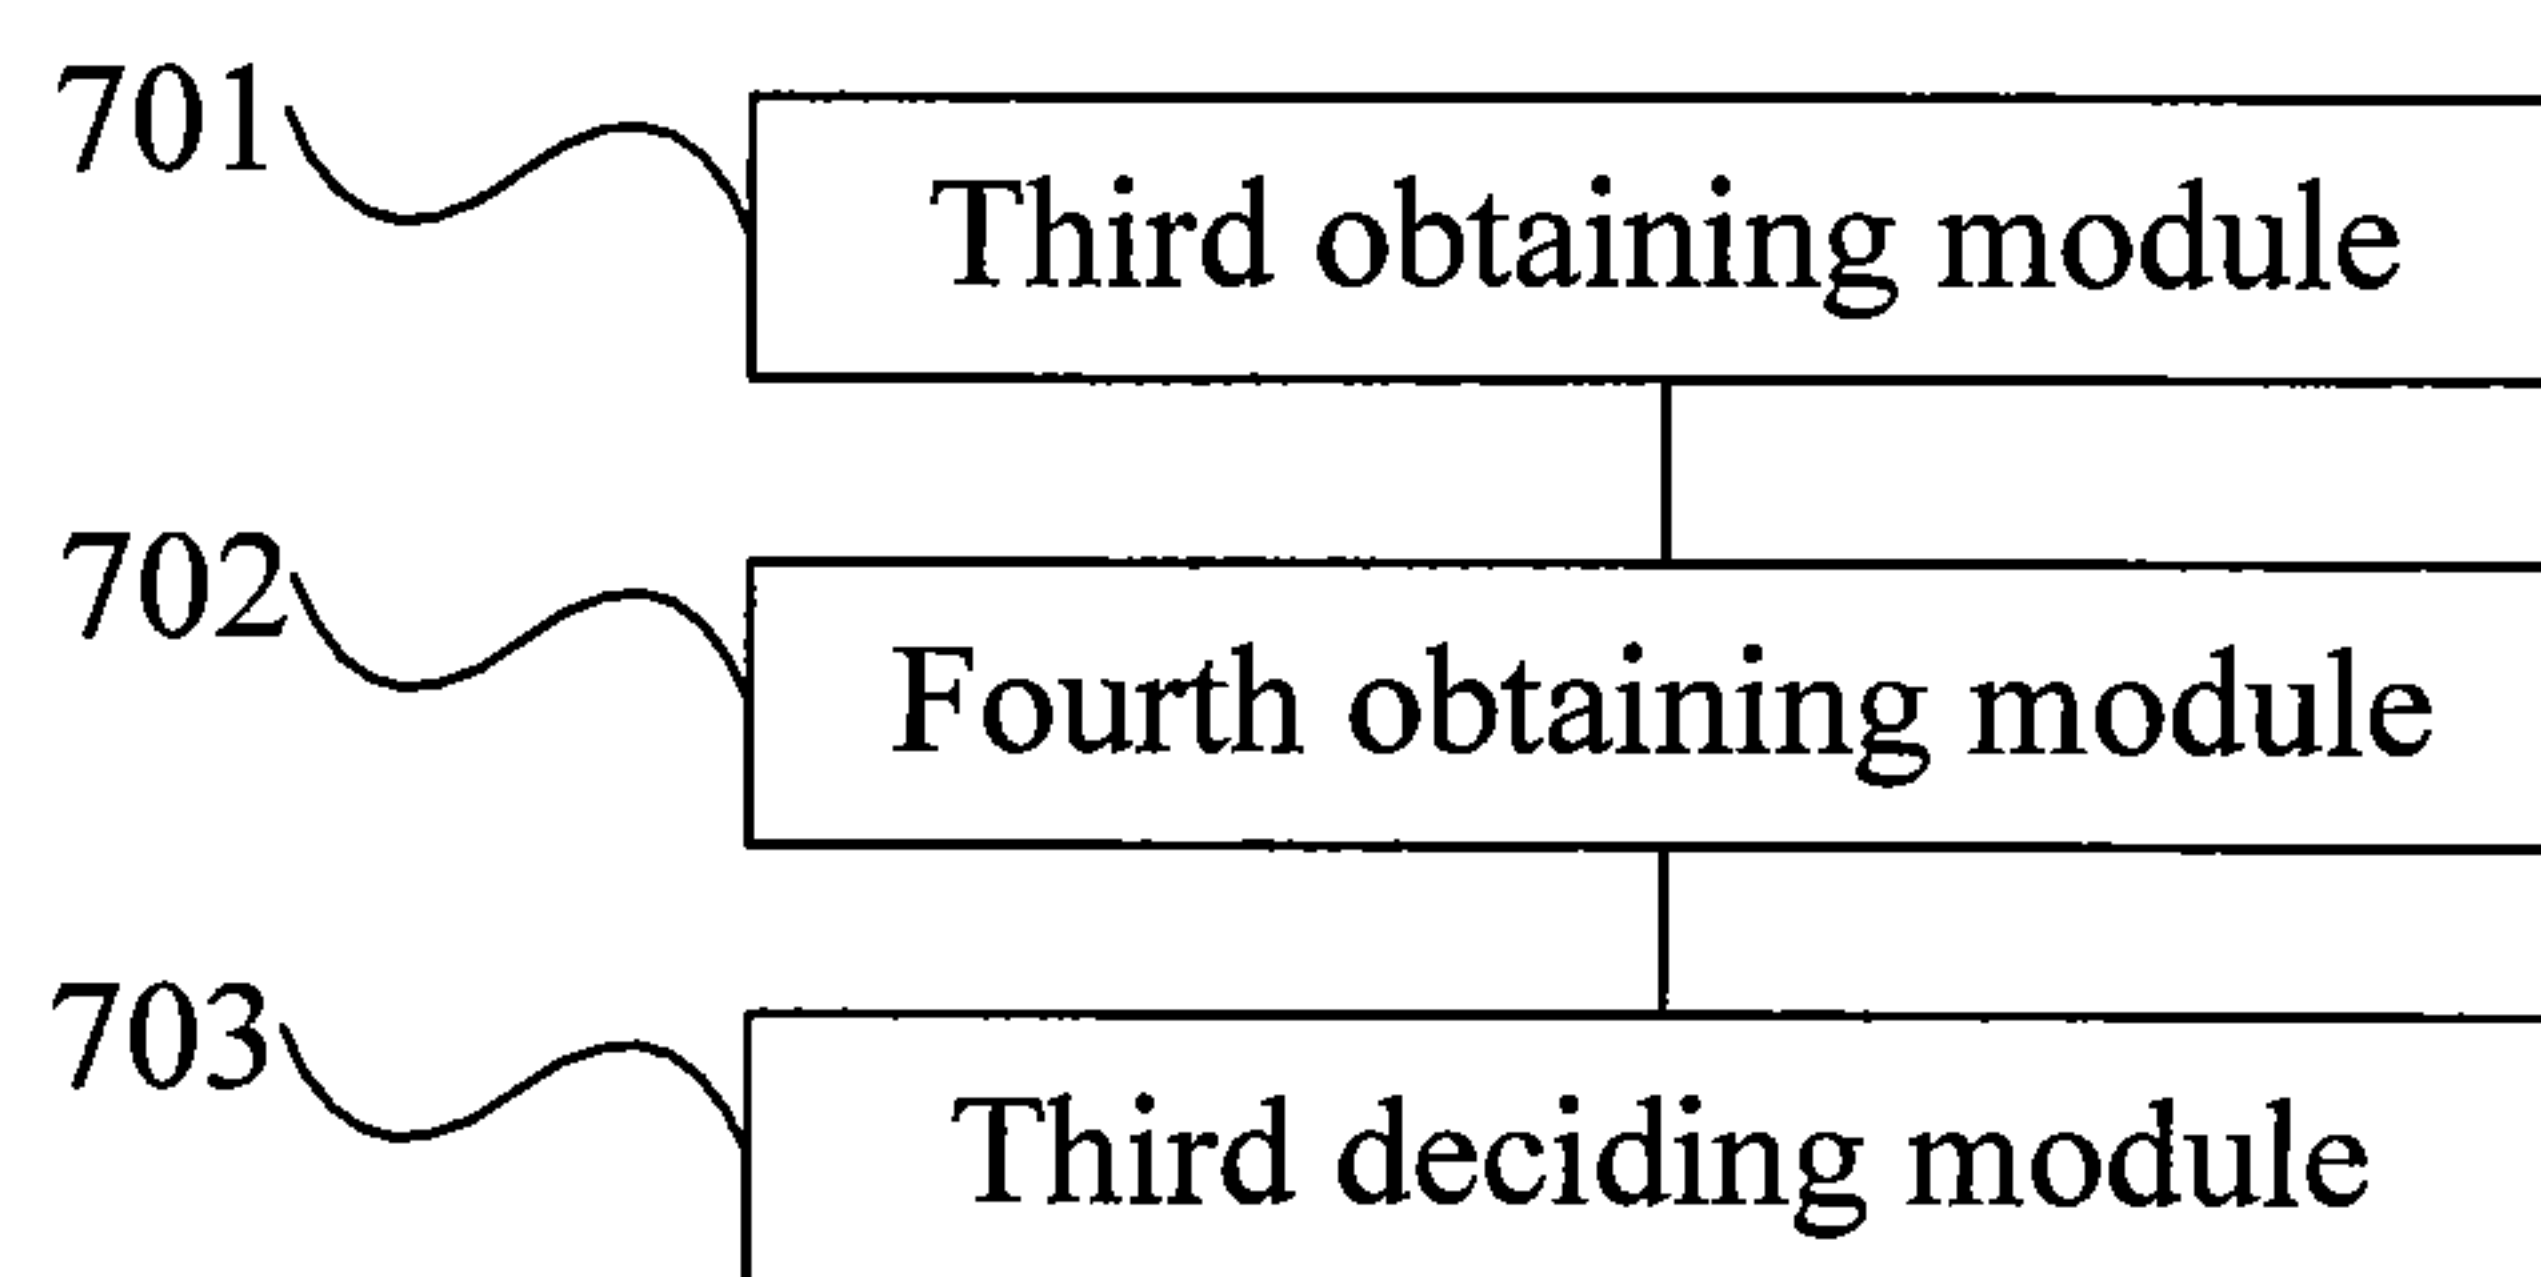 701
Third obtaining module
702
Fourth obtaining module
703
Third deciding module